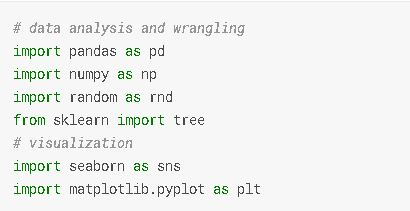 # data analysis and wrangling
import pandas as pd
import numpy as np
import random as rnd
from sklearn import tree
# visualization
import seaborn as sns
import matplotlib.pyplot as plt